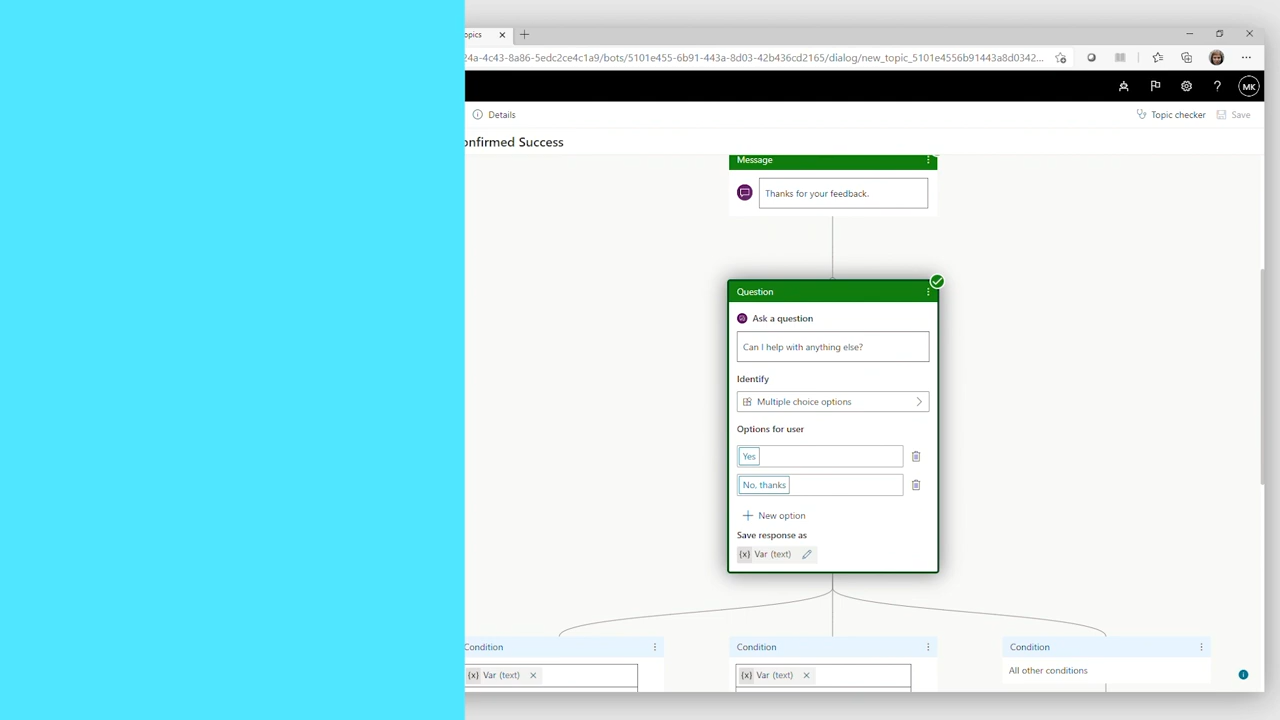 opics
24a-4c43-8a86-5edc2ce4c1a9/bots/5101e455-6b91-443a-8d03-42b436cd2165/dialog/new_topic_5101e4556b91443a8d0342...
? MK
Details
Topic checker Save
onfirmed Success
Message
Thanks for your feedback.
Question
Ask a question
Can I help with anything else?
Identify
Multiple choice options
Options for user
Yes
No, thanks
New option
Save response as
{x} Var (text)
Condition Condition Condition
{x} Var (text) {x} Var (text) All other conditions